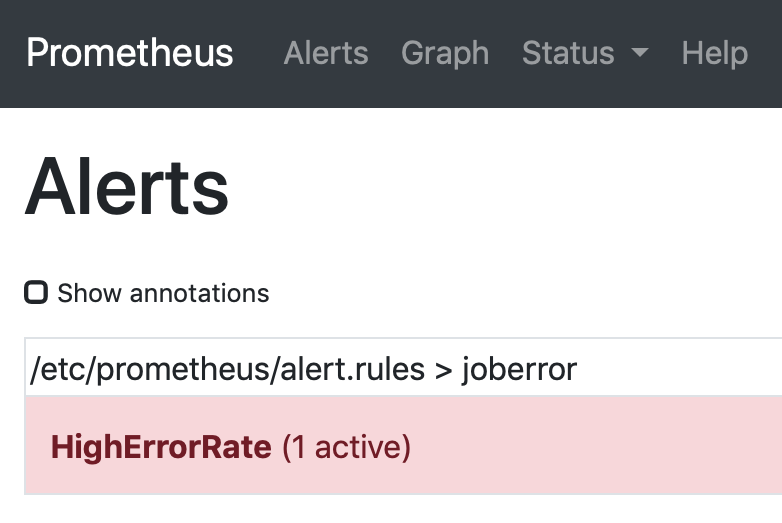 Prometheus Alerts Graph Status Help
Alerts
Show annotations
/etc/prometheus/alert.rules > joberror
HighErrorRate (1 active)